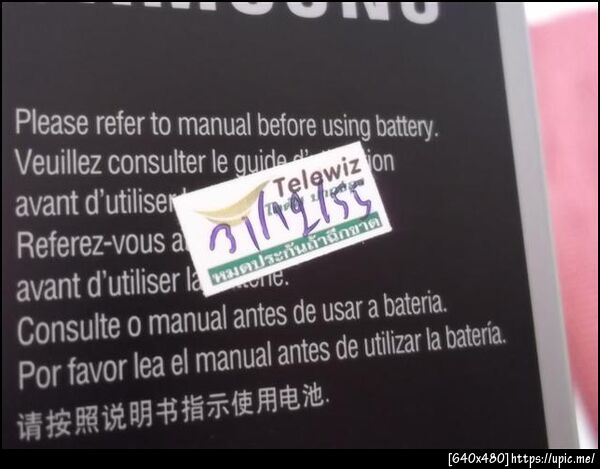 SAMSUNG
Please refer to manual before using battery.
Veuillez consulter le guide d'
avant d'utiliser
Referez-vous
avant d'utiliser la
Consulte o manual antes de usar a bateria.
Por favor lea el manual antes de utilizar la batería.
请按照说明书指示使用电池.
Telewiz
31/12/55
หมดประกันถ้าฉีกขาด
[640x480]https://upic.me/